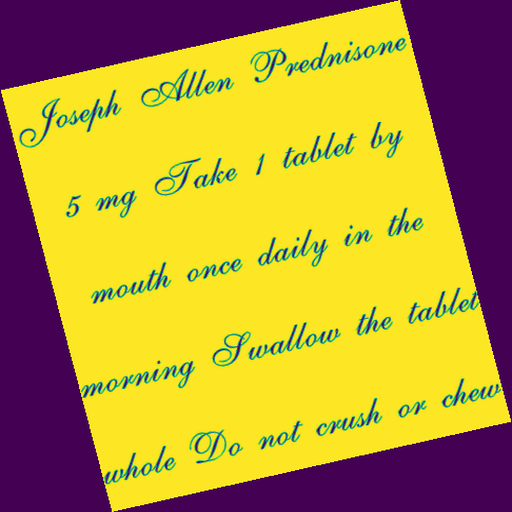 Joseph Allen Prednisone
5 mg Take 1 tablet by
mouth once daily in the
morning Swallow the tablet
whole Do not crush or chew